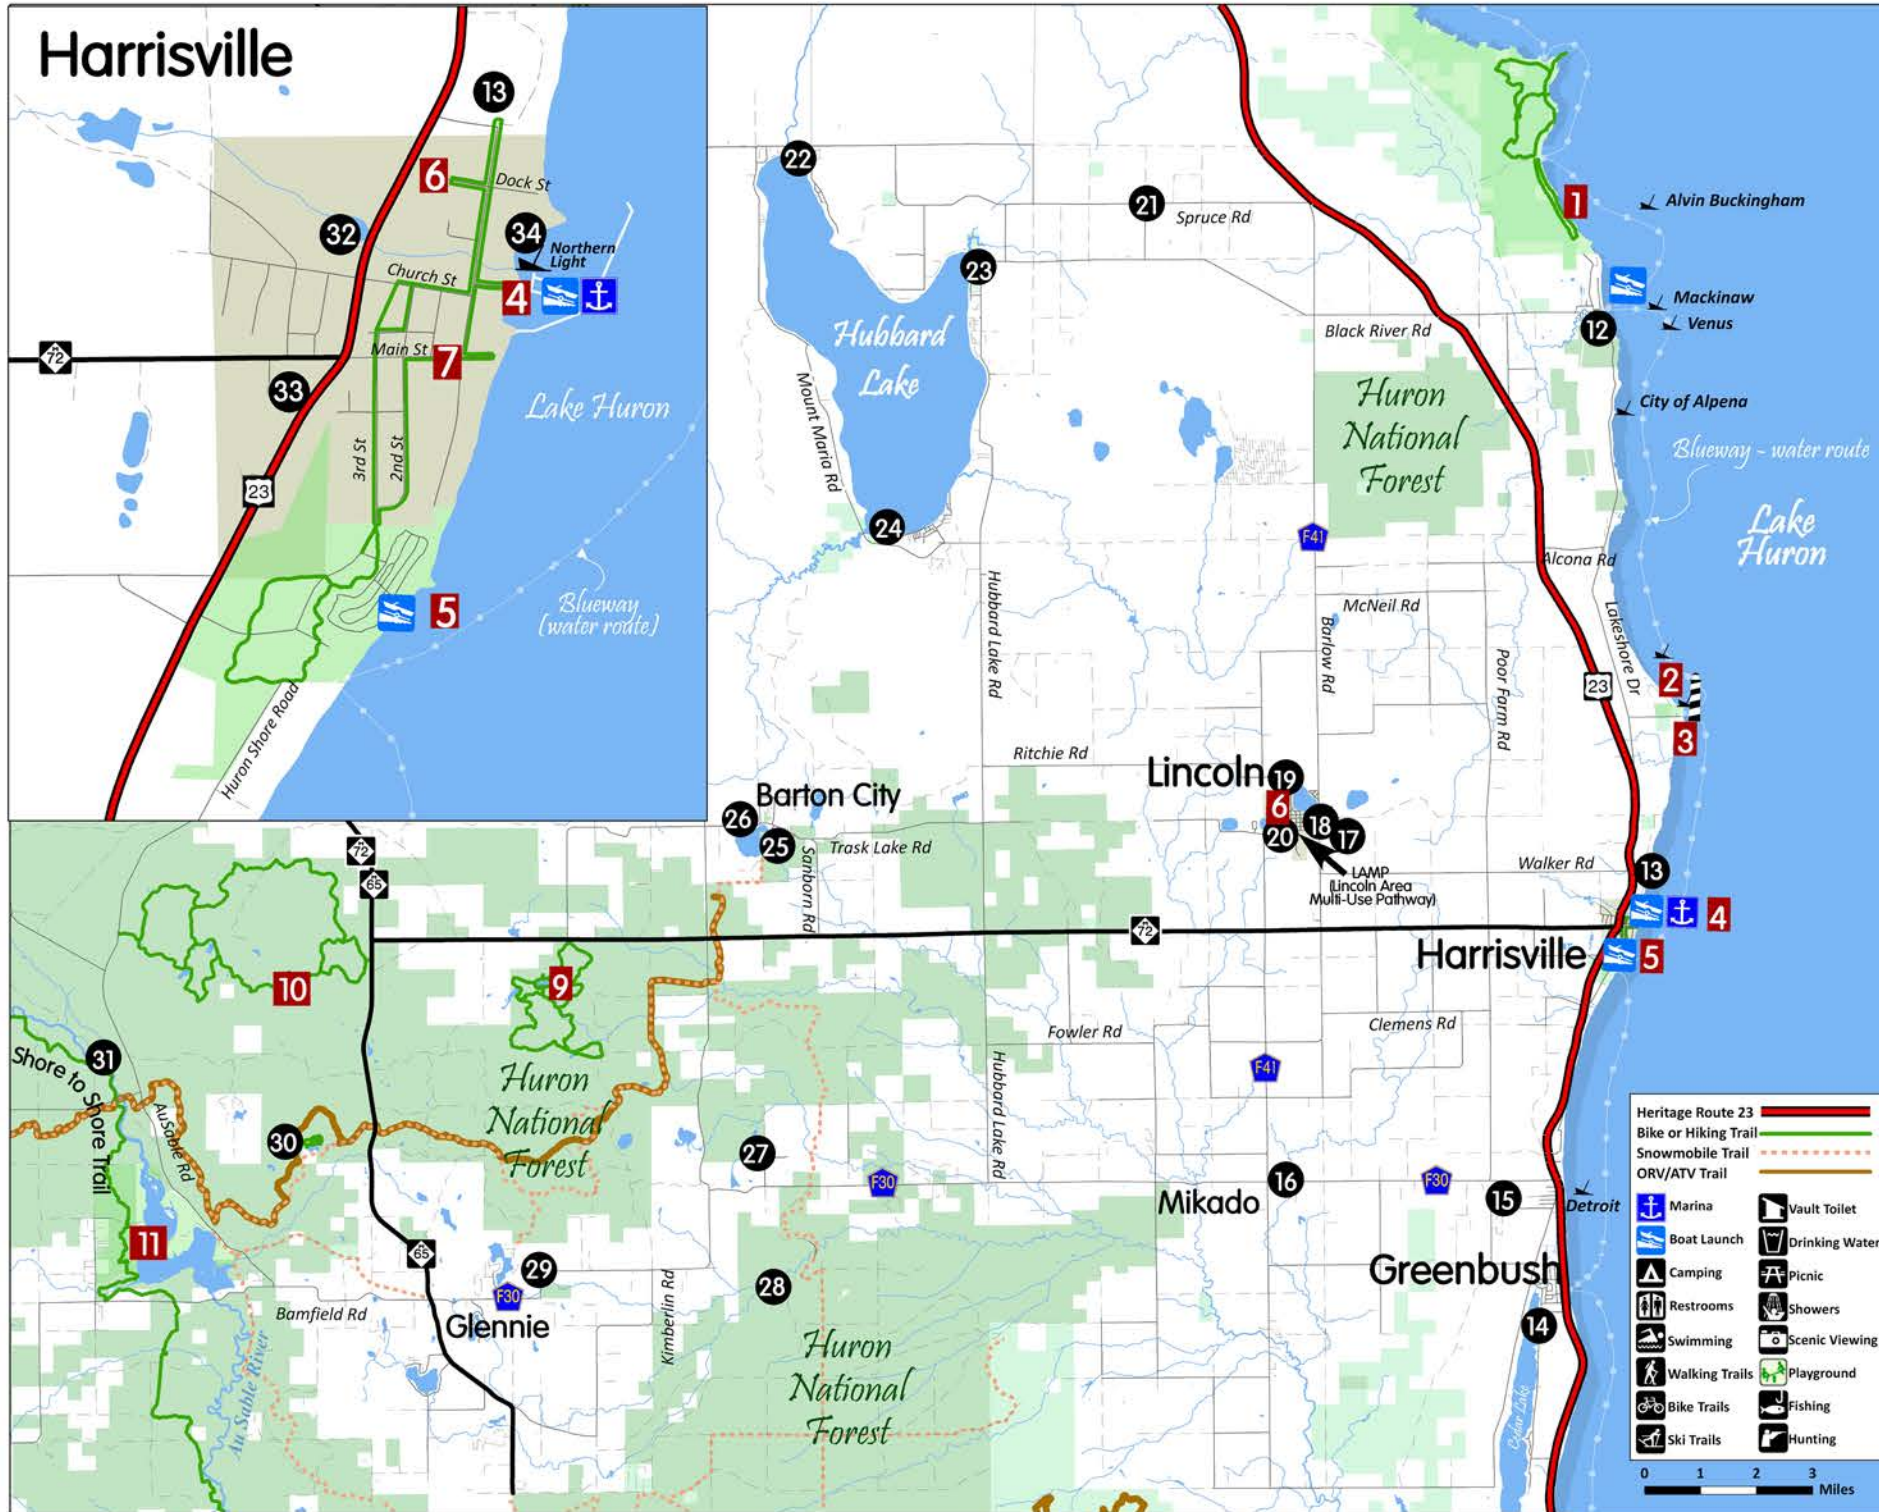 Harrisville
13
6
Dock St
32
34
Northern
Light
Church St
4
72
Main St
7
33
Lake Huron
3rd St
2nd St
23
5
Blueway
(water route)
Huron Shore Road
22
21
Spruce Rd
23
1
Alvin Buckingham
Mackinaw
Venus
12
Black River Rd
Hubbard
Lake
Mount Maria Rd
Huron
National
Forest
City of Alpena
Blueway - water route
Lake
Huron
24
F41
Alcona Rd
McNeil Rd
Hubbard Lake Rd
Barlow Rd
Poor Farm Rd
Lakeshore Dr
2
23
3
Ritchie Rd
Lincoln
19
6
18
17
20
LAMP
(Lincoln Area
Multi-Use Pathway)
Barton City
26
25
Trask Lake Rd
Sanborn Rd
Walker Rd
13
4
72
65
72
Harrisville
5
10
9
Fowler Rd
Clemens Rd
F41
31
Shore to Shore Trail
AuSable Rd
Huron
National
Forest
Hubbard Lake Rd
30
27
F30
16
Mikado
F30
15
Detroit
11
65
29
F30
Glennie
Bamfield Rd
Au Sable River
Kimberlin Rd
28
Huron
National
Forest
Greenbush
14
Cedar Lake
Heritage Route 23
Bike or Hiking Trail
Snowmobile Trail
ORV/ATV Trail
Marina
Vault Toilet
Boat Launch
Drinking Water
Camping
Picnic
Restrooms
Showers
Swimming
Scenic Viewing
Walking Trails
Playground
Bike Trails
Fishing
Ski Trails
Hunting
0 1 2 3
Miles